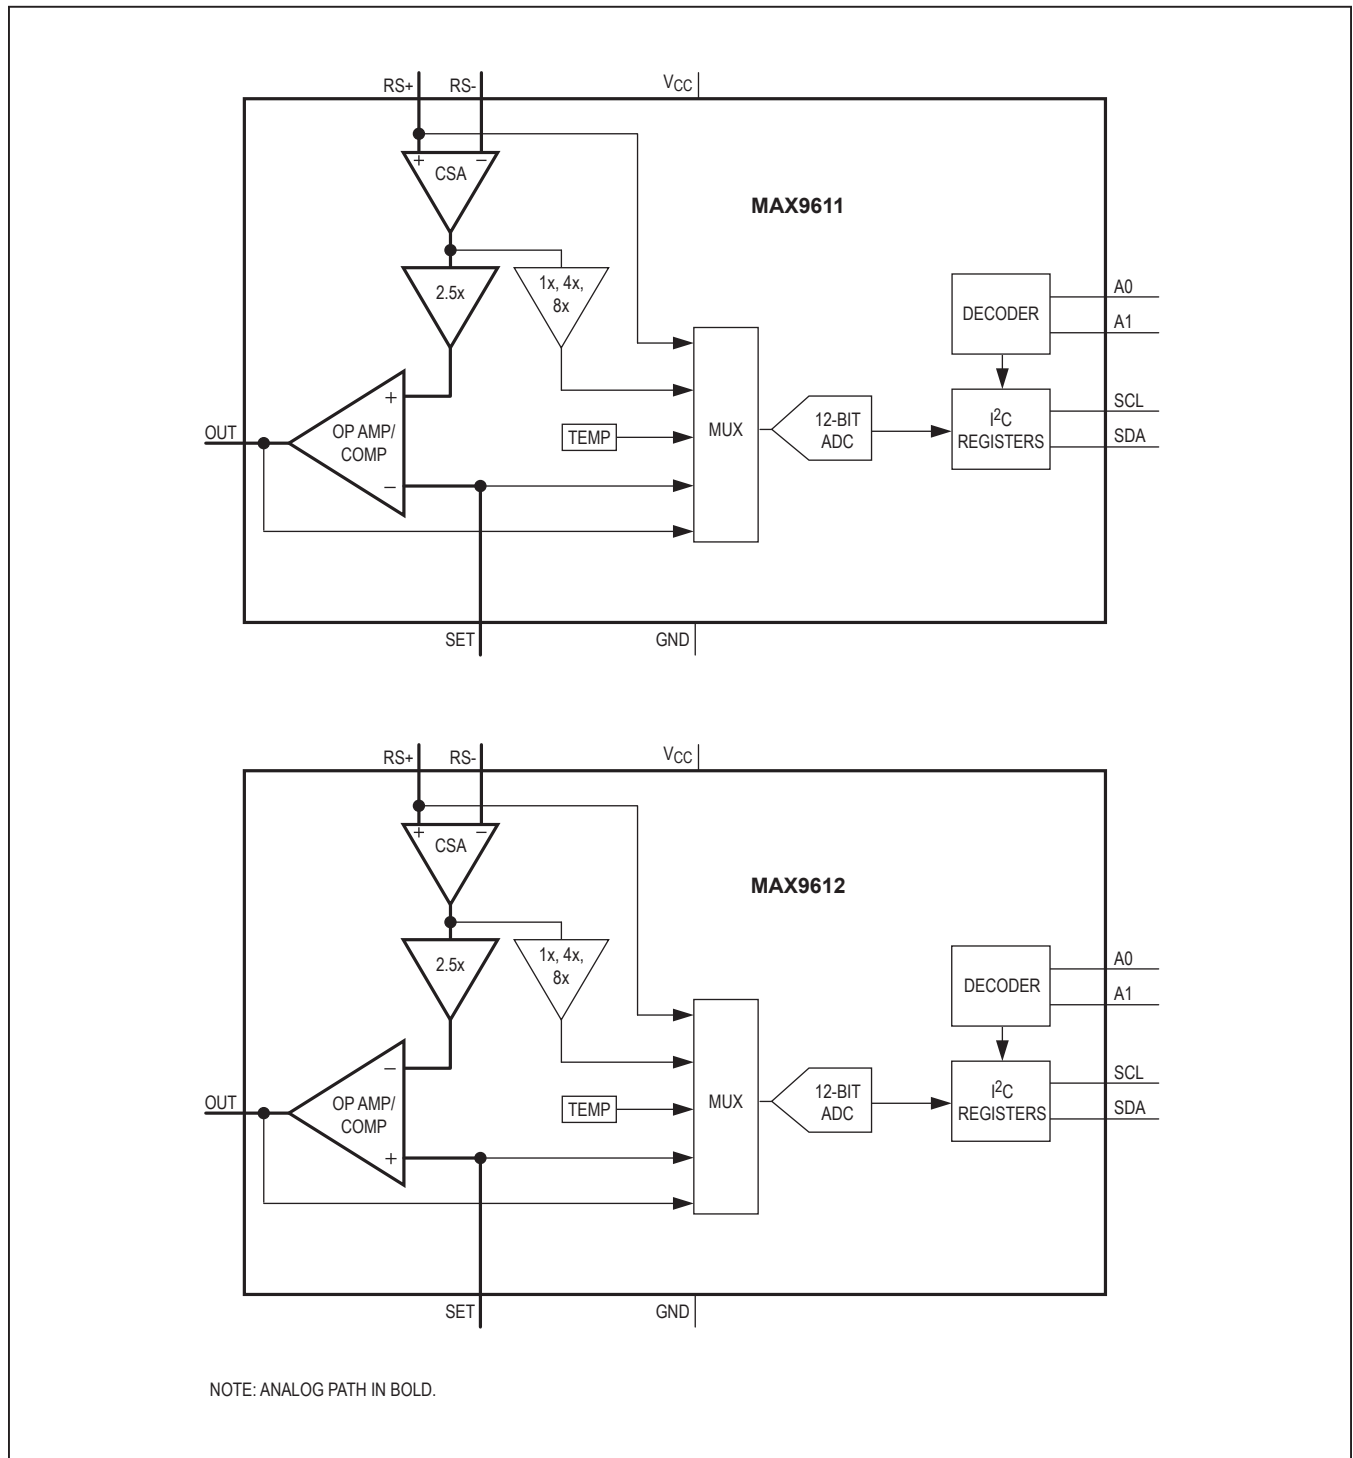 RS+ RS- VCC
+ −
CSA
MAX9611
2.5x
1x, 4x,
8x
DECODER
A0
A1
+
OP AMP/
COMP
−
OUT
TEMP
MUX
12-BIT
ADC
I2C
REGISTERS
SCL
SDA
SET GND
RS+ RS- VCC
+ −
CSA
MAX9612
2.5x
1x, 4x,
8x
DECODER
A0
A1
−
OP AMP/
COMP
+
OUT
TEMP
MUX
12-BIT
ADC
I2C
REGISTERS
SCL
SDA
SET GND
NOTE: ANALOG PATH IN BOLD.